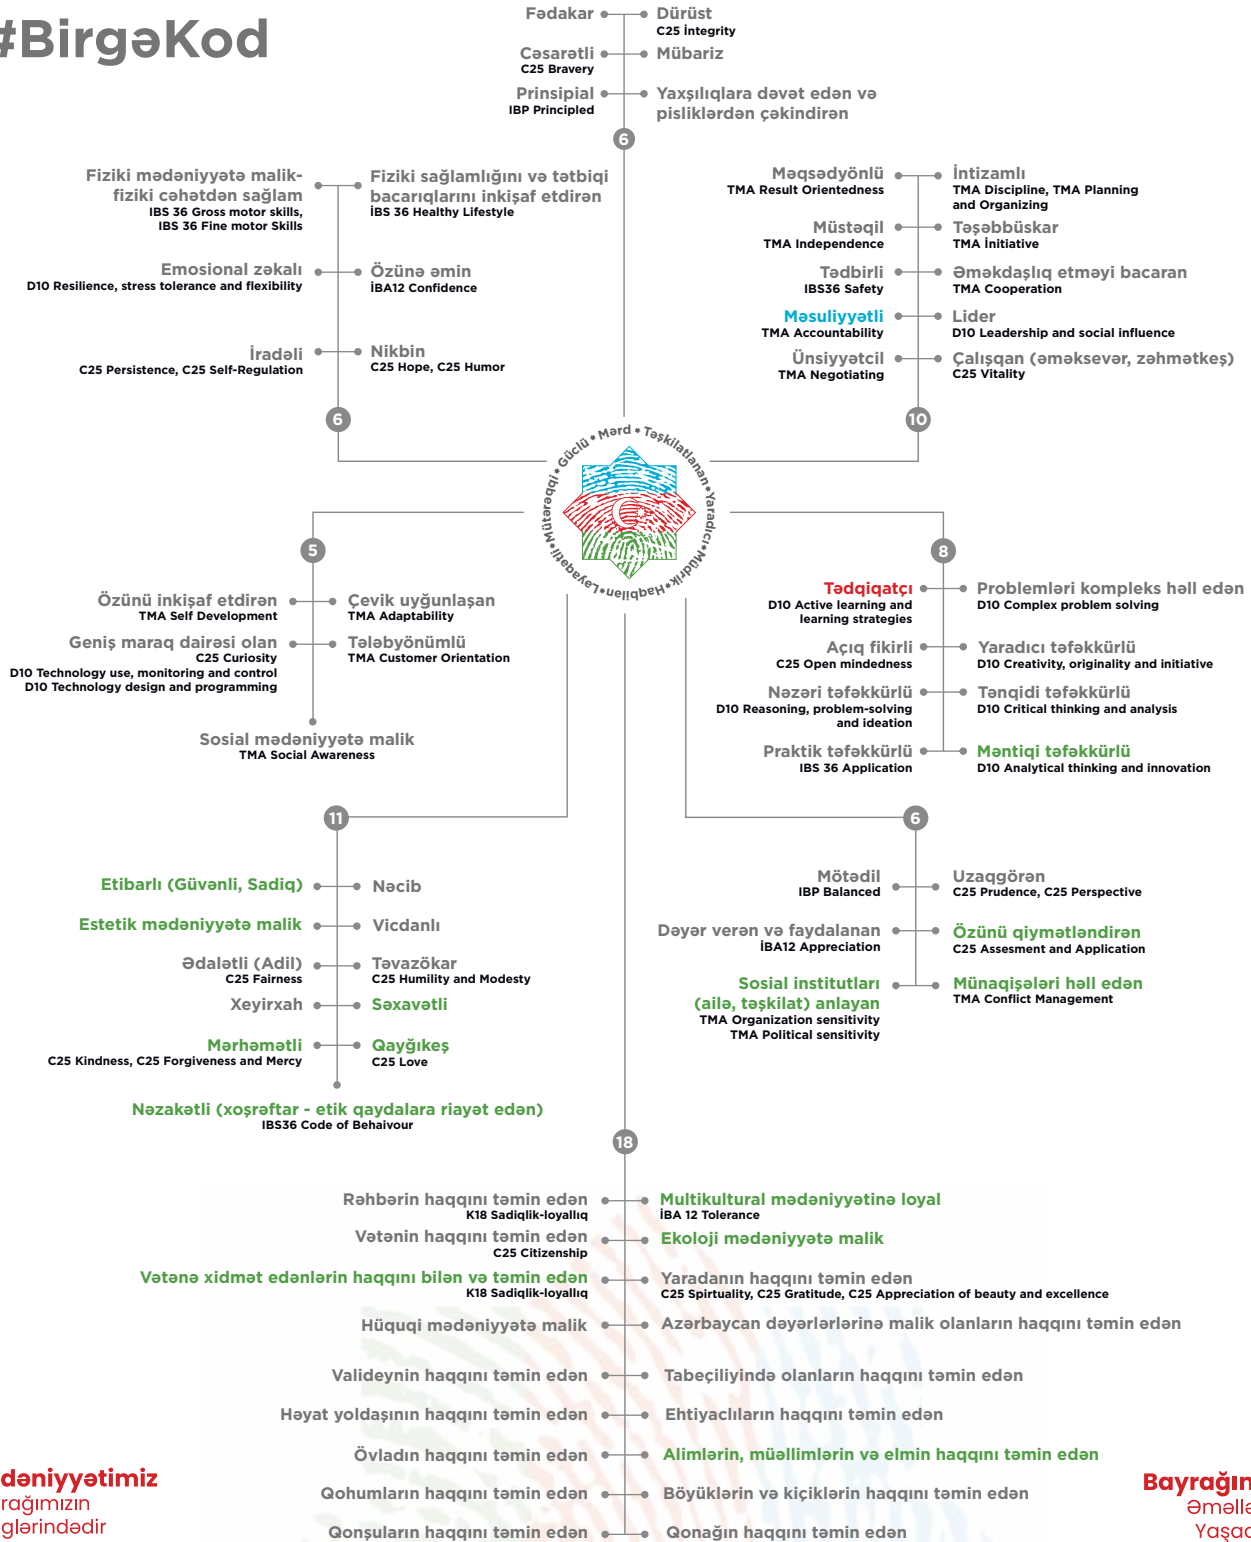 #BirgəKod
Fədakar
Dürüst
C25 İntegrity
Cəsarətli
C25 Bravery
Mübariz
Prinsipial
IBP Principled
Yaxşılıqlara dəvət edən və
pisliklərdən çəkindirən
6
Fiziki mədəniyyətə malik-
fiziki cəhətdən sağlam
IBS 36 Gross motor skills,
IBS 36 Fine motor Skills
Fiziki sağlamlığını və tətbiqi
bacarıqlarını inkişaf etdirən
İBS 36 Healthy Lifestyle
Emosional zəkalı
D10 Resilience, stress tolerance and flexibility
Özünə əmin
İBA12 Confidence
İradəli
C25 Persistence, C25 Self-Regulation
Nikbin
C25 Hope, C25 Humor
6
Məqsədyönlü
TMA Result Orientedness
İntizamlı
TMA Discipline, TMA Planning
and Organizing
Müstəqil
TMA Independence
Təşəbbüskar
TMA İnitiative
Tədbirli
IBS36 Safety
Əməkdaşlıq etməyi bacaran
TMA Cooperation
Məsuliyyətli
TMA Accountability
Lider
D10 Leadership and social influence
Ünsiyyətcil
TMA Negotiating
Çalışqan (əməksevər, zəhmətkeş)
C25 Vitality
10
Güclü * Mərd * Təşkilatlanan * Yaradıcı * Müdrik * Haqqbilən * Ləyaqətli * Mütərəqqi
5
Özünü inkişaf etdirən
TMA Self Development
Çevik uyğunlaşan
TMA Adaptability
Geniş maraq dairəsi olan
C25 Curiosity
D10 Technology use, monitoring and control
D10 Technology design and programming
Tələbyönümlü
TMA Customer Orientation
Sosial mədəniyyətə malik
TMA Social Awareness
8
Tədqiqatçı
D10 Active learning and
learning strategies
Problemləri kompleks həll edən
D10 Complex problem solving
Açıq fikirli
C25 Open mindedness
Yaradıcı təfəkkürlü
D10 Creativity, originality and initiative
Nəzəri təfəkkürlü
D10 Reasoning, problem-solving
and ideation
Tənqidi təfəkkürlü
D10 Critical thinking and analysis
Praktik təfəkkürlü
IBS 36 Application
Məntiqi təfəkkürlü
D10 Analytical thinking and innovation
11
Etibarlı (Güvənli, Sadiq)
Nəcib
Estetik mədəniyyətə malik
Vicdanlı
Ədalətli (Adil)
C25 Fairness
Təvazökar
C25 Humility and Modesty
Xeyirxah
Səxavətli
Mərhəmətli
C25 Kindness, C25 Forgiveness and Mercy
Qayğıkeş
C25 Love
Nəzakətli (xoşrəftar - etik qaydalara riayət edən)
IBS36 Code of Behaivour
6
Mötədil
IBP Balanced
Uzaqgörən
C25 Prudence, C25 Perspective
Dəyər verən və faydalanan
İBA12 Appreciation
Özünü qiymətləndirən
C25 Assesment and Application
Sosial institutları
(ailə, təşkilat) anlayan
TMA Organization sensitivity
TMA Political sensitivity
Münaqişələri həll edən
TMA Conflict Management
18
Rəhbərin haqqını təmin edən
K18 Sadiqlik-loyallıq
Multikultural mədəniyyətinə loyal
İBA 12 Tolerance
Vətənin haqqını təmin edən
C25 Citizenship
Ekoloji mədəniyyətə malik
Vətənə xidmət edənlərin haqqını bilən və təmin edən
K18 Sadiqlik-loyallıq
Yaradanın haqqını təmin edən
C25 Spirtuality, C25 Gratitude, C25 Appreciation of beauty and excellence
Hüquqi mədəniyyətə malik
Azərbaycan dəyərlərlərinə malik olanların haqqını təmin edən
Valideynin haqqını təmin edən
Tabeçiliyində olanların haqqını təmin edən
Həyat yoldaşının haqqını təmin edən
Ehtiyaclıların haqqını təmin edən
Övladın haqqını təmin edən
Alimlərin, müəllimlərin və elmin haqqını təmin edən
Qohumların haqqını təmin edən
Böyüklərin və kiçiklərin haqqını təmin edən
Qonşuların haqqını təmin edən
Qonağın haqqını təmin edən
dəniyyətimiz
rağımızın
glərindədir
Bayrağın
Əməllə
Yaşad